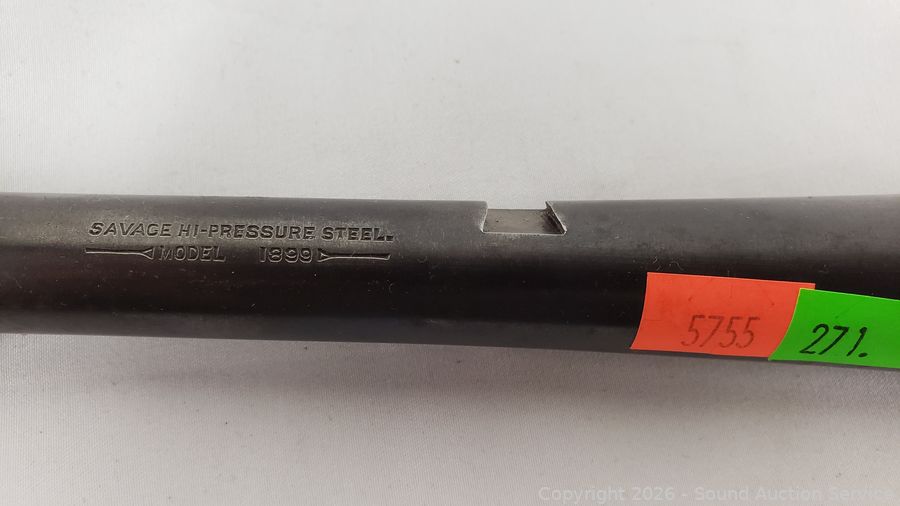 SAVAGE HI-PRESSURE STEEL.
MODEL 1899
5755
271.
Copyright 2026 - Sound Auction Service